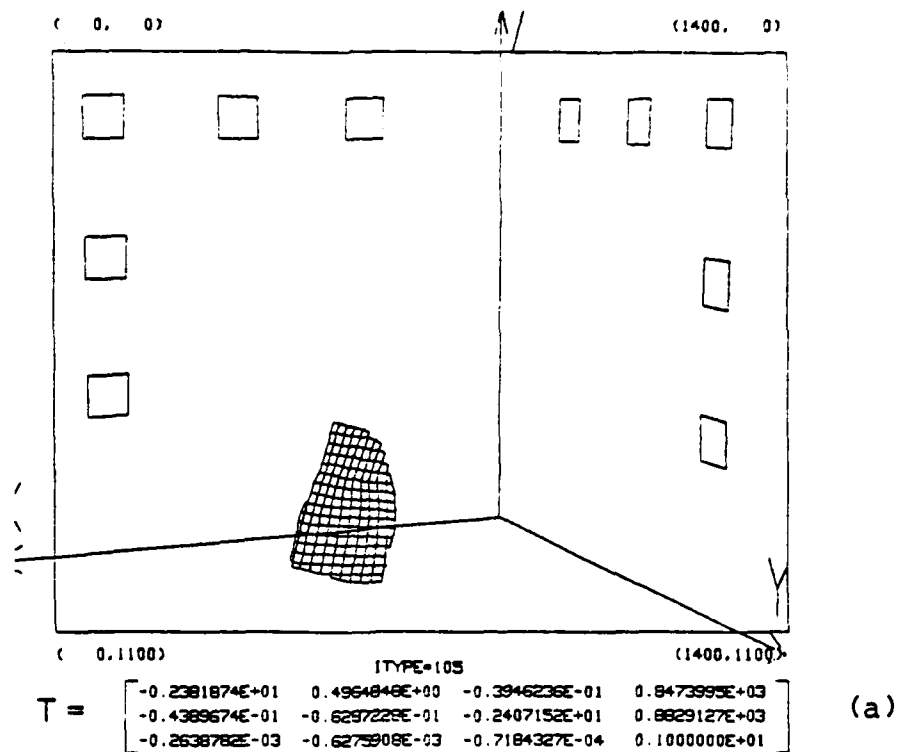 ( 0, 0) (1400, 0)
Y
( 0,1100) (1400,1100)
ITYPE=105
T =
-0.2381874E+01 0.4964848E+00 -0.3946236E-01 0.8473995E+03
-0.4389674E-01 -0.6297228E-01 -0.2407152E+01 0.8829127E+03
-0.2638782E-03 -0.6275908E-03 -0.7184327E-04 0.1000000E+01
(a)